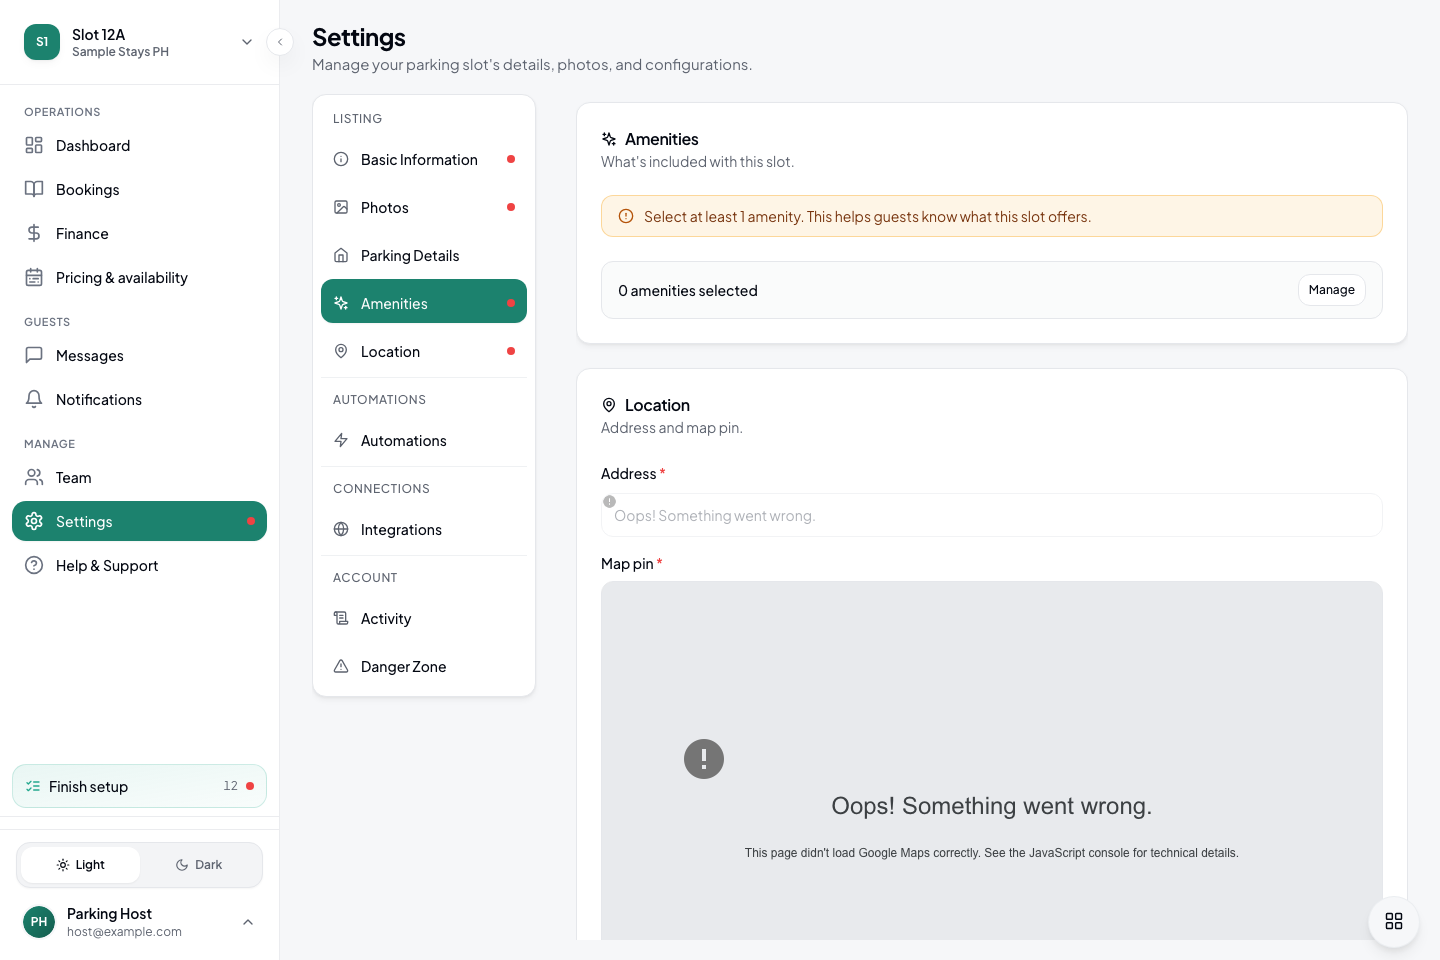 S1
Slot 12A
Sample Stays PH
OPERATIONS
Dashboard
Bookings
Finance
Pricing & availability
GUESTS
Messages
Notifications
MANAGE
Team
Settings
Help & Support
Finish setup
12
Light
Dark
PH
Parking Host
host@example.com
Settings
Manage your parking slot's details, photos, and configurations.
LISTING
Basic Information
Photos
Parking Details
Amenities
Location
AUTOMATIONS
Automations
CONNECTIONS
Integrations
ACCOUNT
Activity
Danger Zone
Amenities
What's included with this slot.
Select at least 1 amenity. This helps guests know what this slot offers.
0 amenities selected
Manage
Location
Address and map pin.
Address *
Oops! Something went wrong.
Map pin *
Oops! Something went wrong.
This page didn't load Google Maps correctly. See the JavaScript console for technical details.